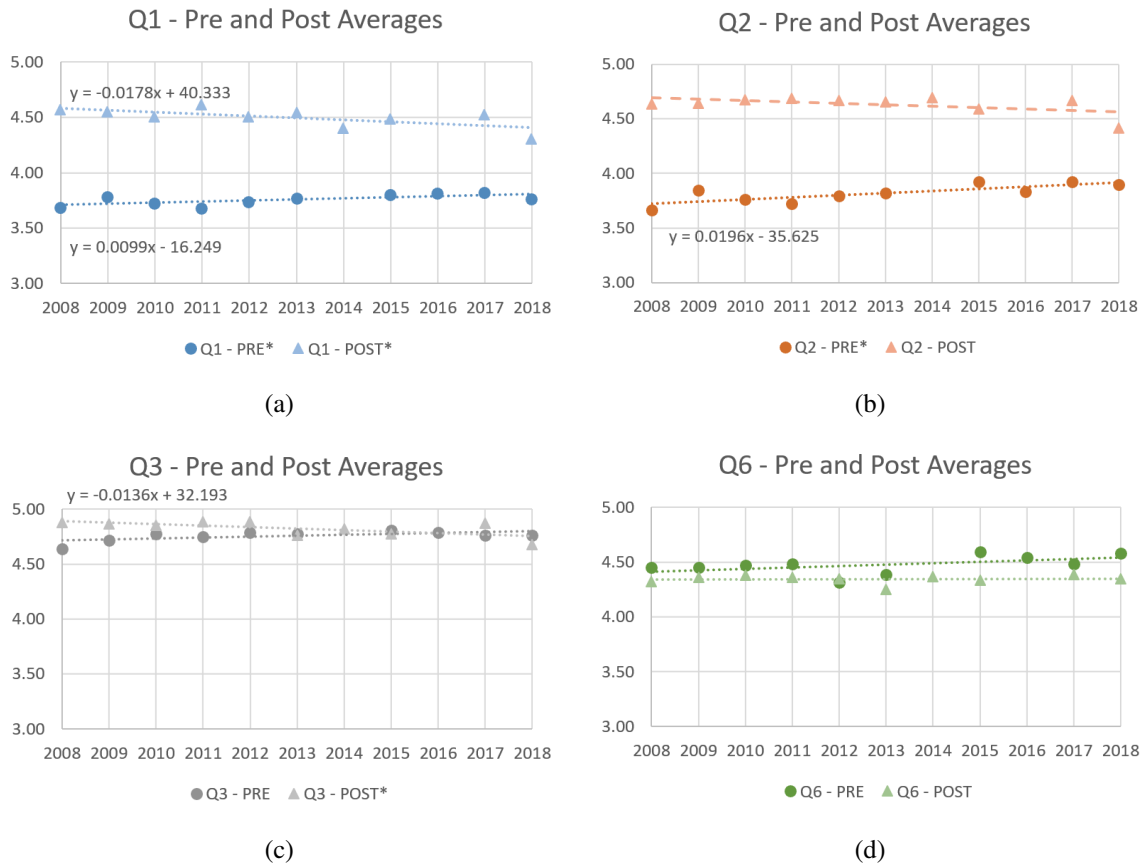 Q1 - Pre and Post Averages
5.00
y = -0.0178x + 40.333
4.50
4.00
3.50
y = 0.0099x - 16.249
3.00
2008 2009 2010 2011 2012 2013 2014 2015 2016 2017 2018
Q1 - PRE* Q1 - POST*
(a)
Q2 - Pre and Post Averages
5.00
4.50
4.00
3.50
y = 0.0196x - 35.625
3.00
2008 2009 2010 2011 2012 2013 2014 2015 2016 2017 2018
Q2 - PRE* Q2 - POST
(b)
Q3 - Pre and Post Averages
y = -0.0136x + 32.193
5.00
4.50
4.00
3.50
3.00
2008 2009 2010 2011 2012 2013 2014 2015 2016 2017 2018
Q3 - PRE Q3 - POST*
(c)
Q6 - Pre and Post Averages
5.00
4.50
4.00
3.50
3.00
2008 2009 2010 2011 2012 2013 2014 2015 2016 2017 2018
Q6 - PRE Q6 - POST
(d)